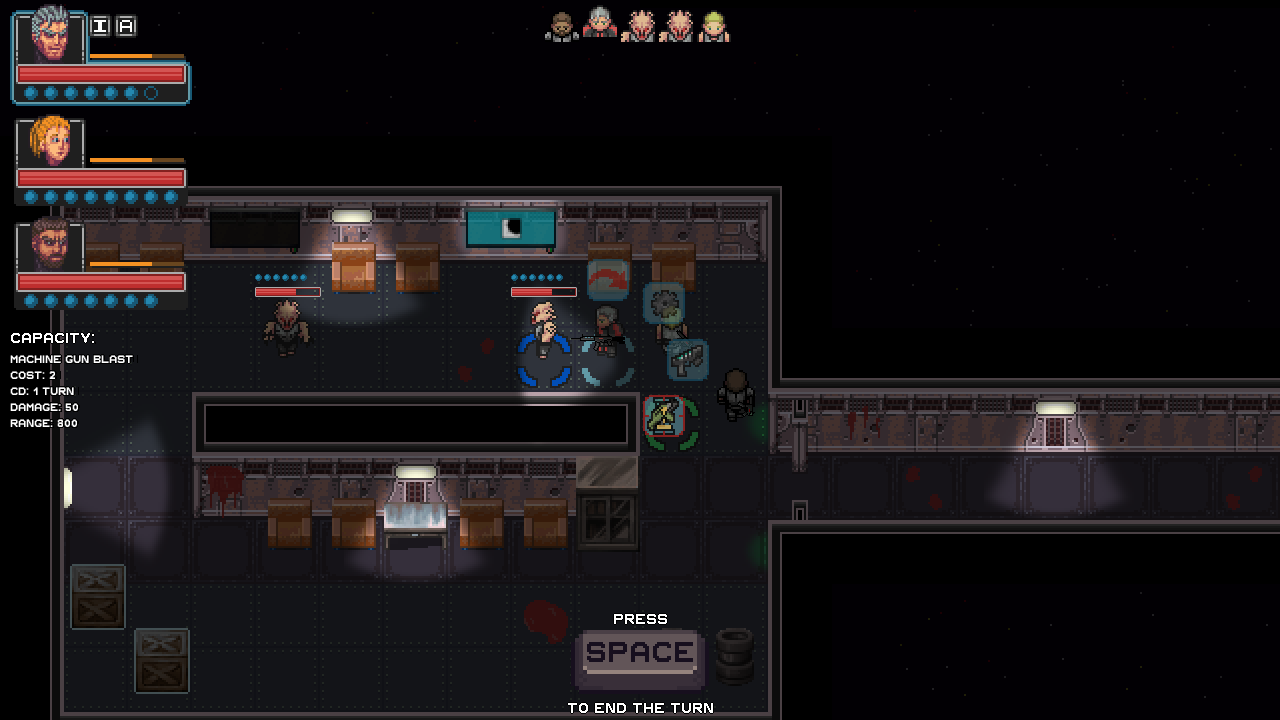 I A
CAPACITY:
MACHINE GUN BLAST
COST: 2
CD: 1 TURN
DAMAGE: 50
RANGE: 800
PRESS
SPACE
TO END THE TURN